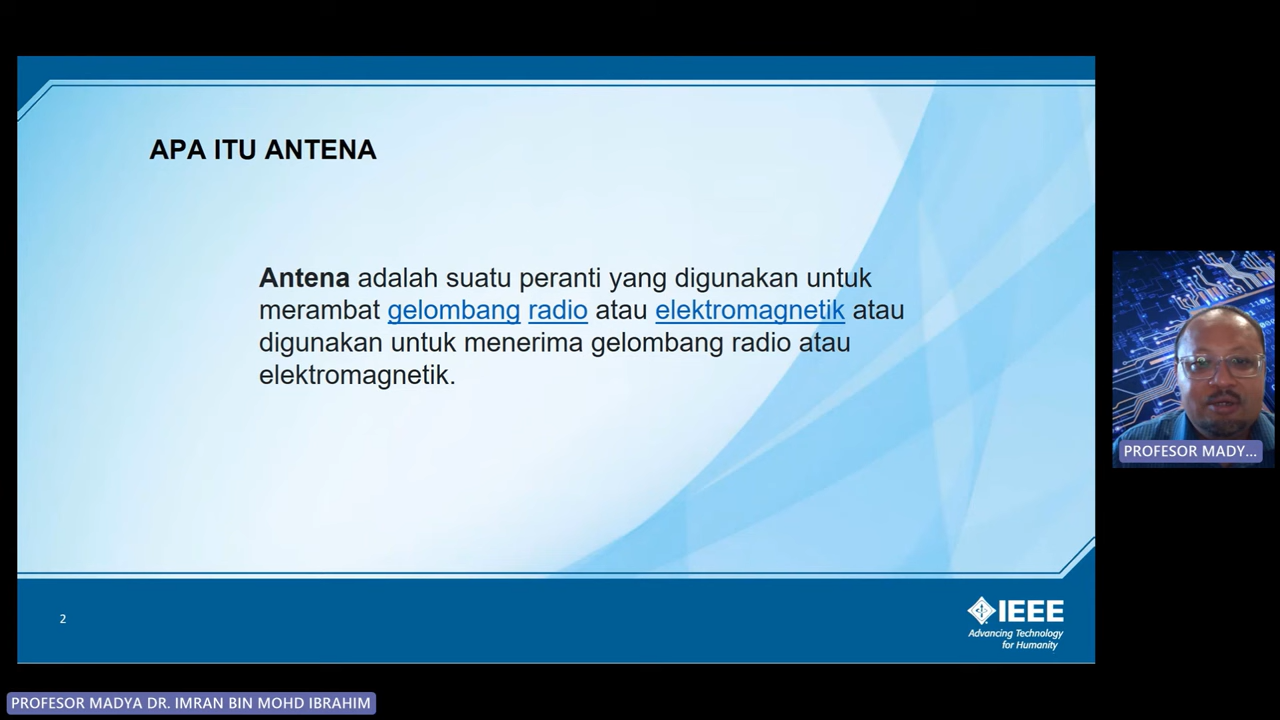 APA ITU ANTENA
Antena adalah suatu peranti yang digunakan untuk
merambat gelombang radio atau elektromagnetik atau
digunakan untuk menerima gelombang radio atau
elektromagnetik.
2
IEEE
Advancing Technology
for Humanity
PROFESOR MADY...
PROFESOR MADYA DR. IMRAN BIN MOHD IBRAHIM